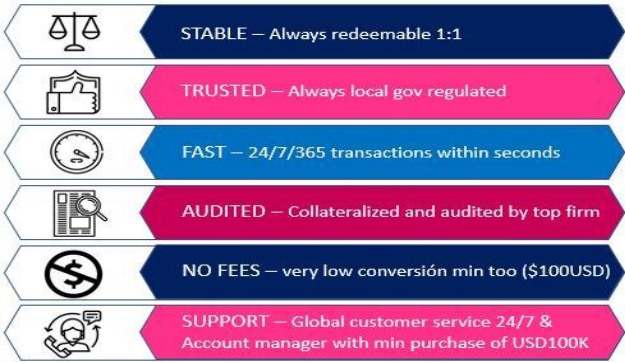 STABLE – Always redeemable 1:1
TRUSTED – Always local gov regulated
FAST – 24/7/365 transactions within seconds
AUDITED – Collateralized and audited by top firm
NO FEES – very low conversión min too ($100USD)
SUPPORT – Global customer service 24/7 &
Account manager with min purchase of USD100K